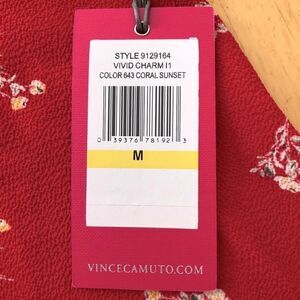 STYLE 9129164
VIVID CHARM I1
COLOR 643 CORAL SUNSET
0 39376 78192 3
M
VINCECAMUTO.COM